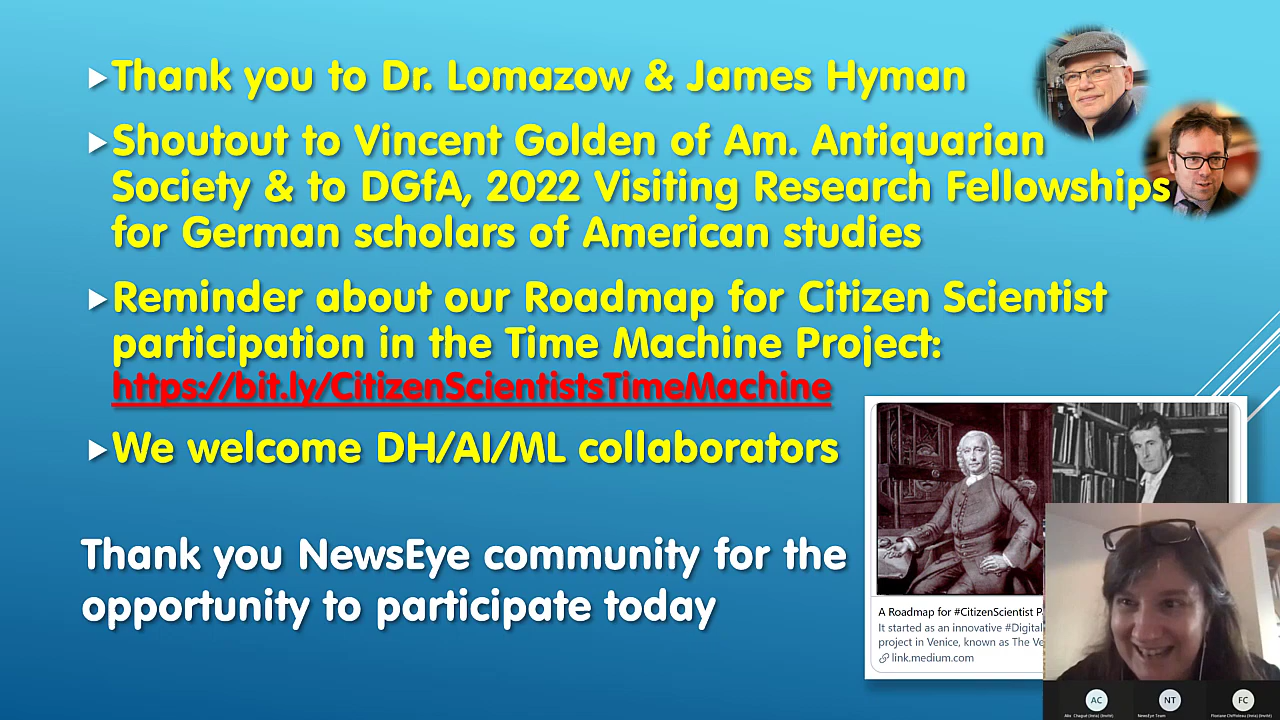 Thank you to Dr. Lomazow & James Hyman
Shoutout to Vincent Golden of Am. Antiquarian
Society & to DGfA, 2022 Visiting Research Fellowships
for German scholars of American studies
Reminder about our Roadmap for Citizen Scientist
participation in the Time Machine Project:
https://bit.ly/CitizenScientistsTimeMachine
We welcome DH/AI/ML collaborators
Thank you NewsEye community for the
opportunity to participate today
A Roadmap for #CitizenScientist P
It started as an innovative #Digital
project in Venice, known as The Ve
link.medium.com
AC NT FC
NewsEye Team